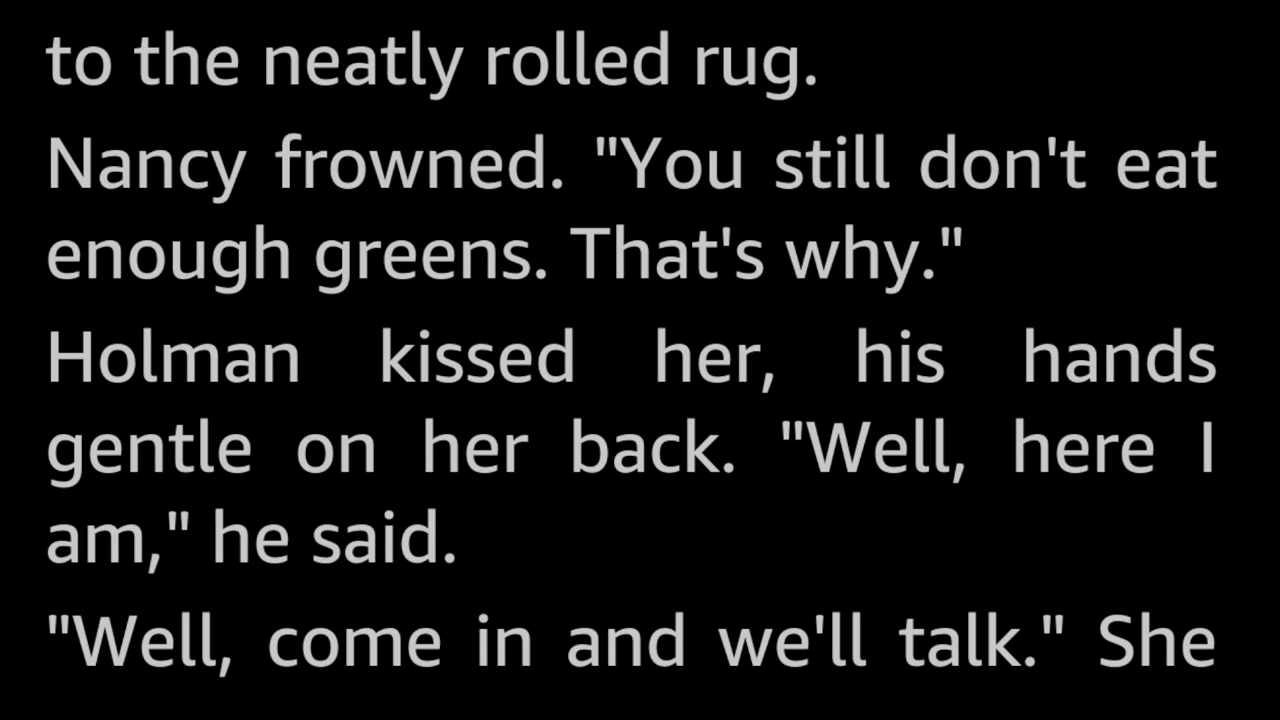 to the neatly rolled rug.
Nancy frowned. "You still don't eat
enough greens. That's why."
Holman kissed her, his hands
gentle on her back. "Well, here I
am," he said.
"Well, come in and we'll talk." She